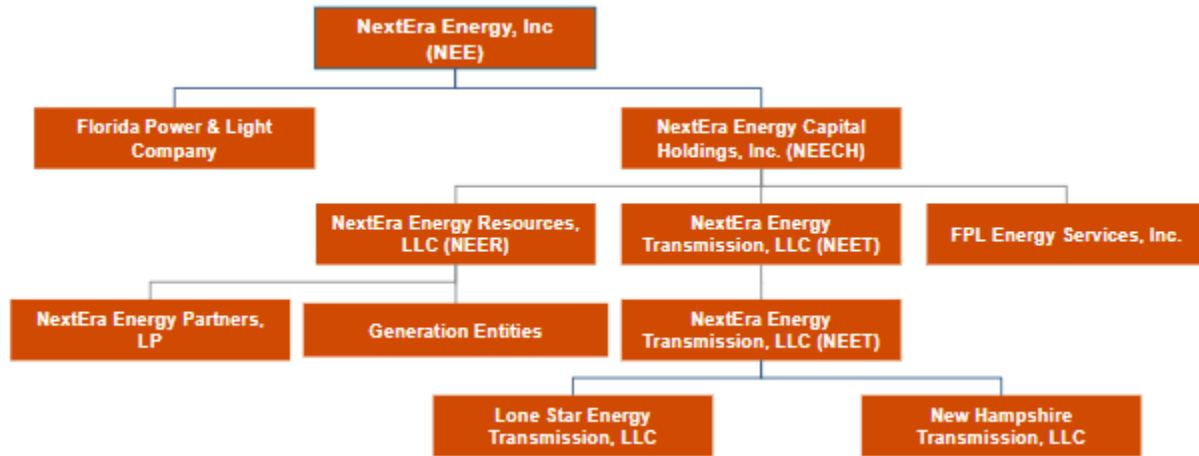 NextEra Energy, Inc
(NEE)
Florida Power & Light
Company
NextEra Energy Capital
Holdings, Inc. (NEECH)
NextEra Energy Resources,
LLC (NEER)
NextEra Energy
Transmission, LLC (NEET)
FPL Energy Services, Inc.
NextEra Energy Partners,
LP
Generation Entities
NextEra Energy
Transmission, LLC (NEET)
Lone Star Energy
Transmission, LLC
New Hampshire
Transmission, LLC